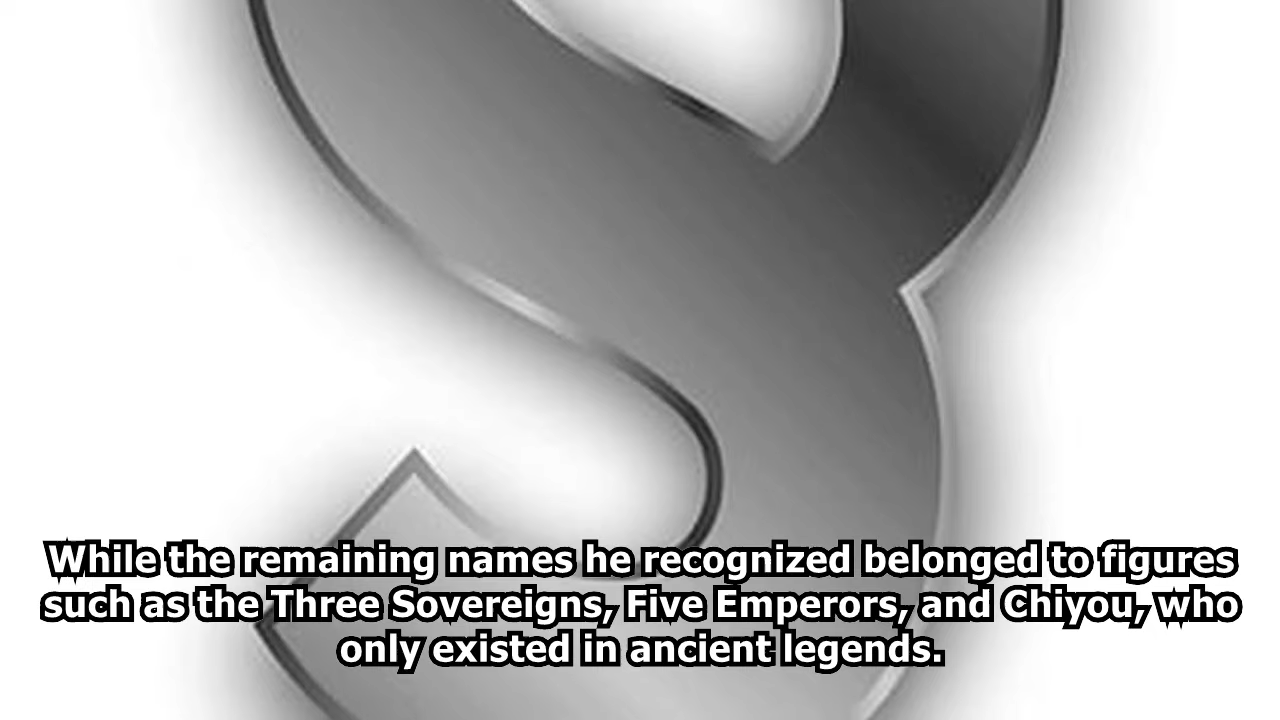 While the remaining names he recognized belonged to figures
such as the Three Sovereigns, Five Emperors, and Chiyou, who
only existed in ancient legends.